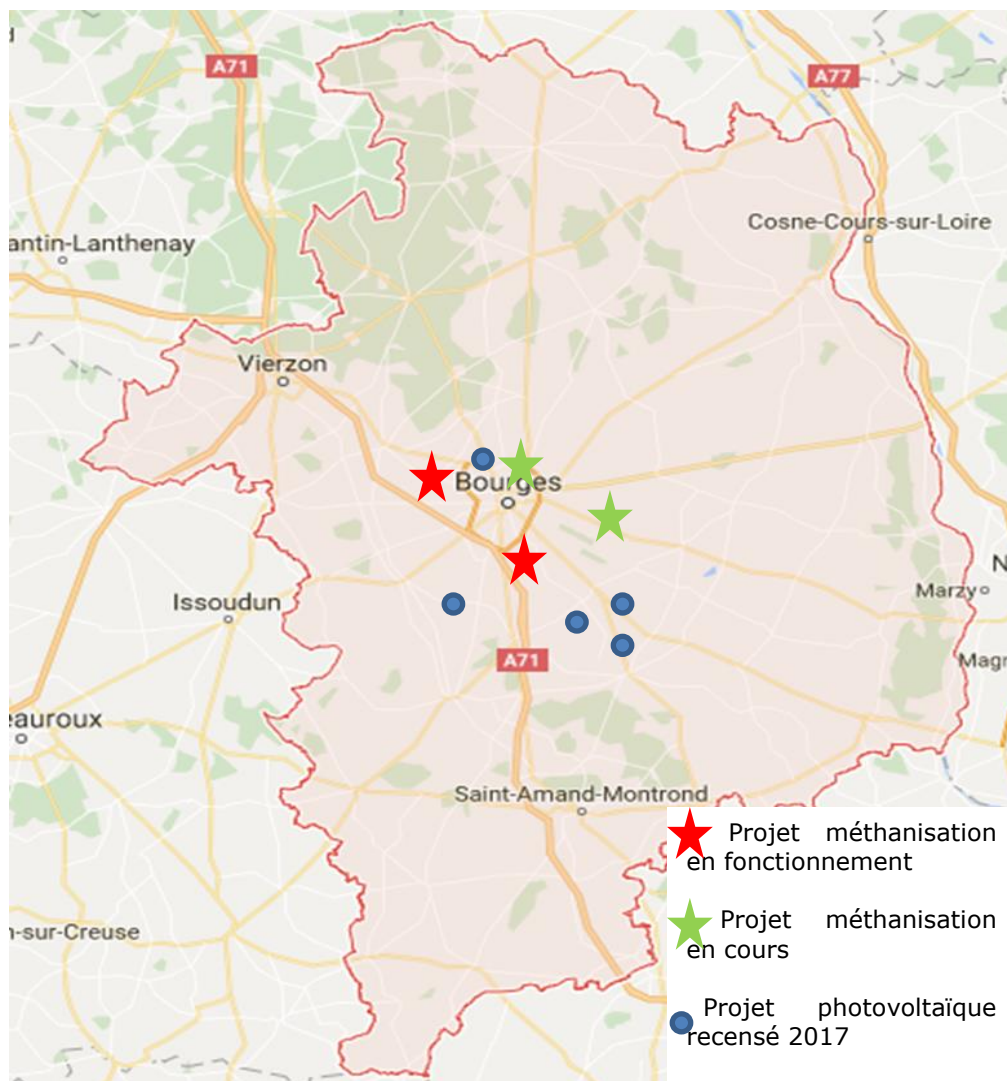 A71
A77
Cosne-Cours-sur-Loire
antin-Lanthenay
Vierzon
Bourges
Issoudun
Marzy
N
A71
Magn
eauroux
Saint-Amand-Montrond
n-sur-Creuse
Projet méthanisation
en fonctionnement
Projet méthanisation
en cours
Projet photovoltaïque
recensé 2017